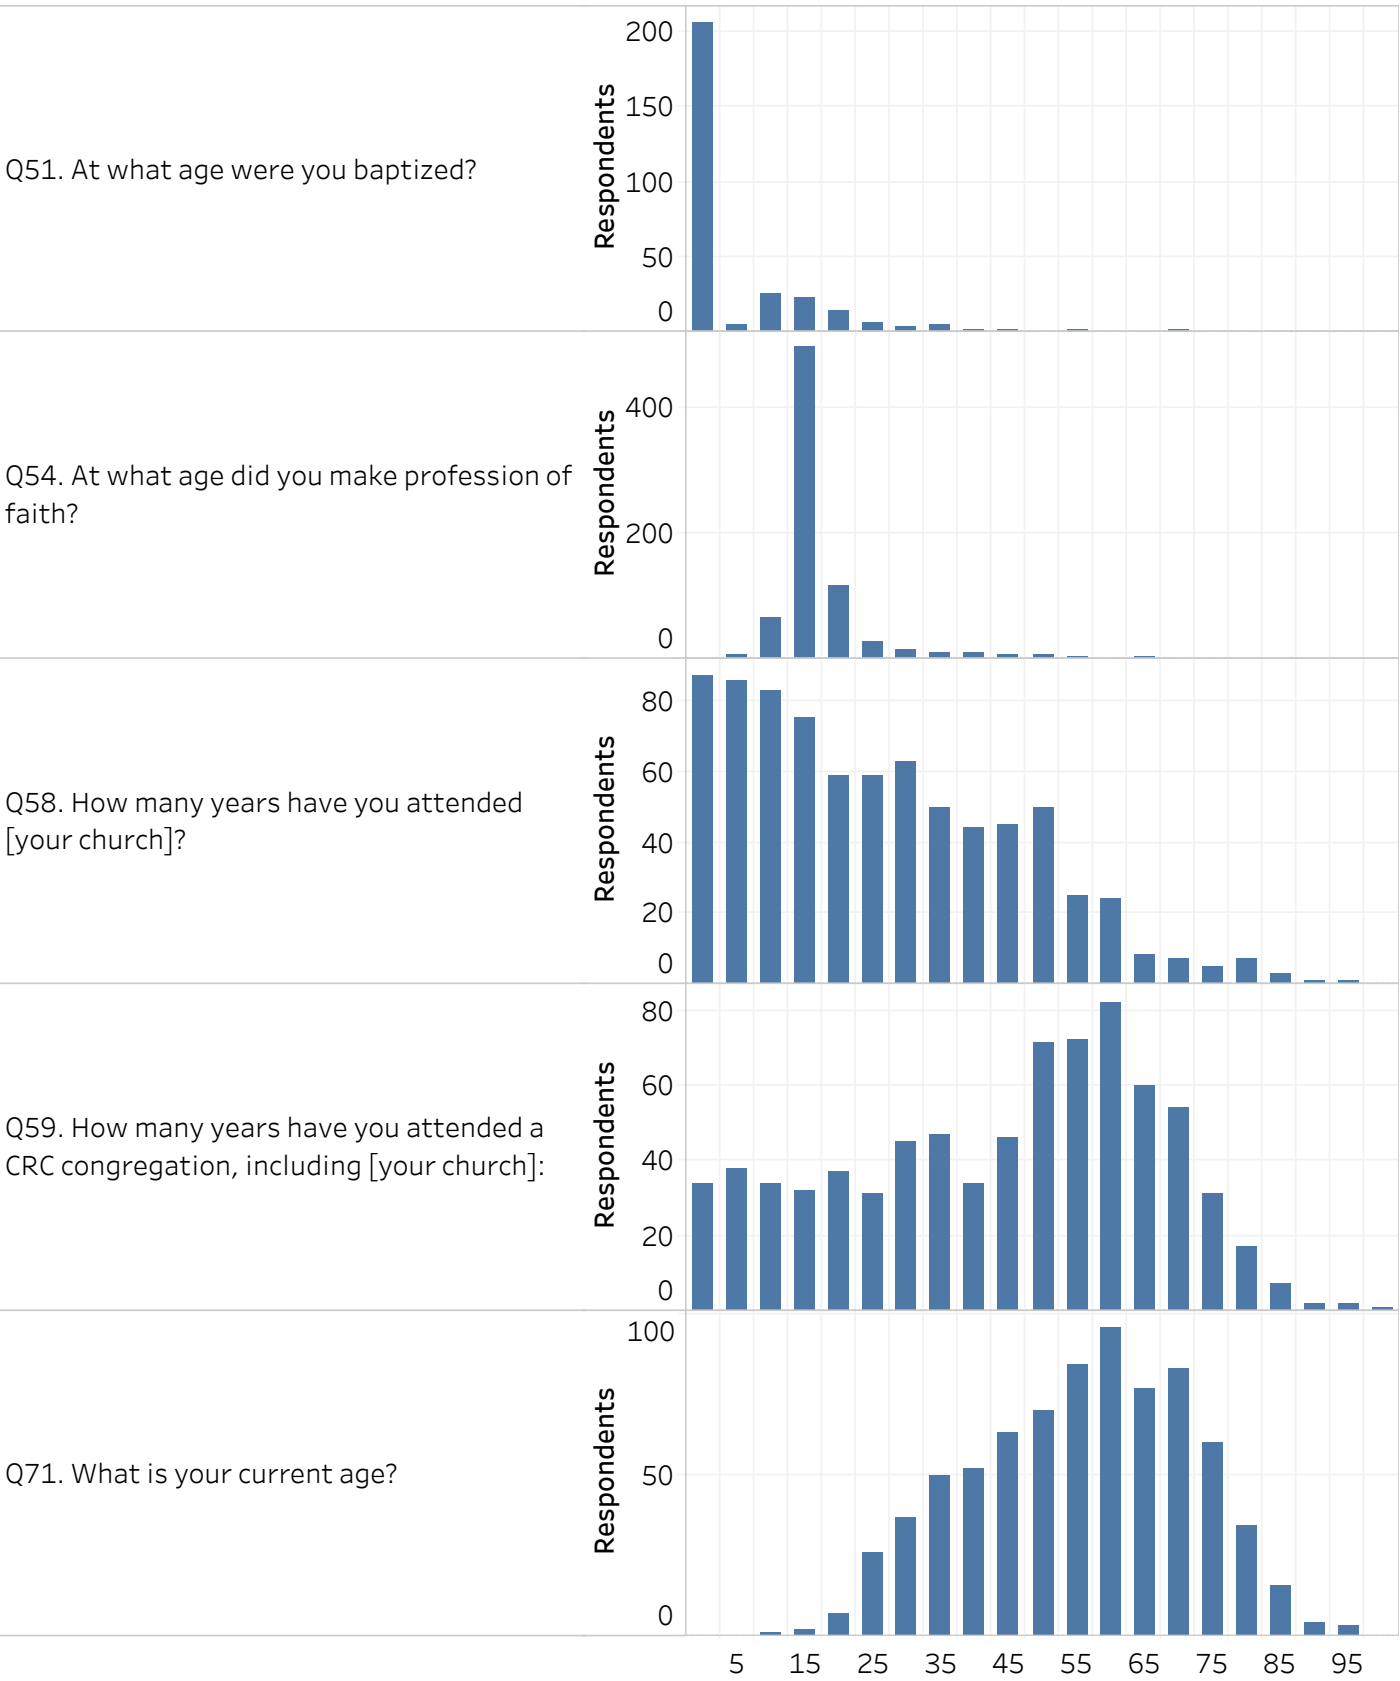 Q51. At what age were you baptized?
Respondents
200
150
100
50
0
Q54. At what age did you make profession of
faith?
Respondents
400
200
0
Q58. How many years have you attended
[your church]?
Respondents
80
60
40
20
0
Q59. How many years have you attended a
CRC congregation, including [your church]:
Respondents
80
60
40
20
0
Q71. What is your current age?
Respondents
100
50
0
5 15 25 35 45 55 65 75 85 95